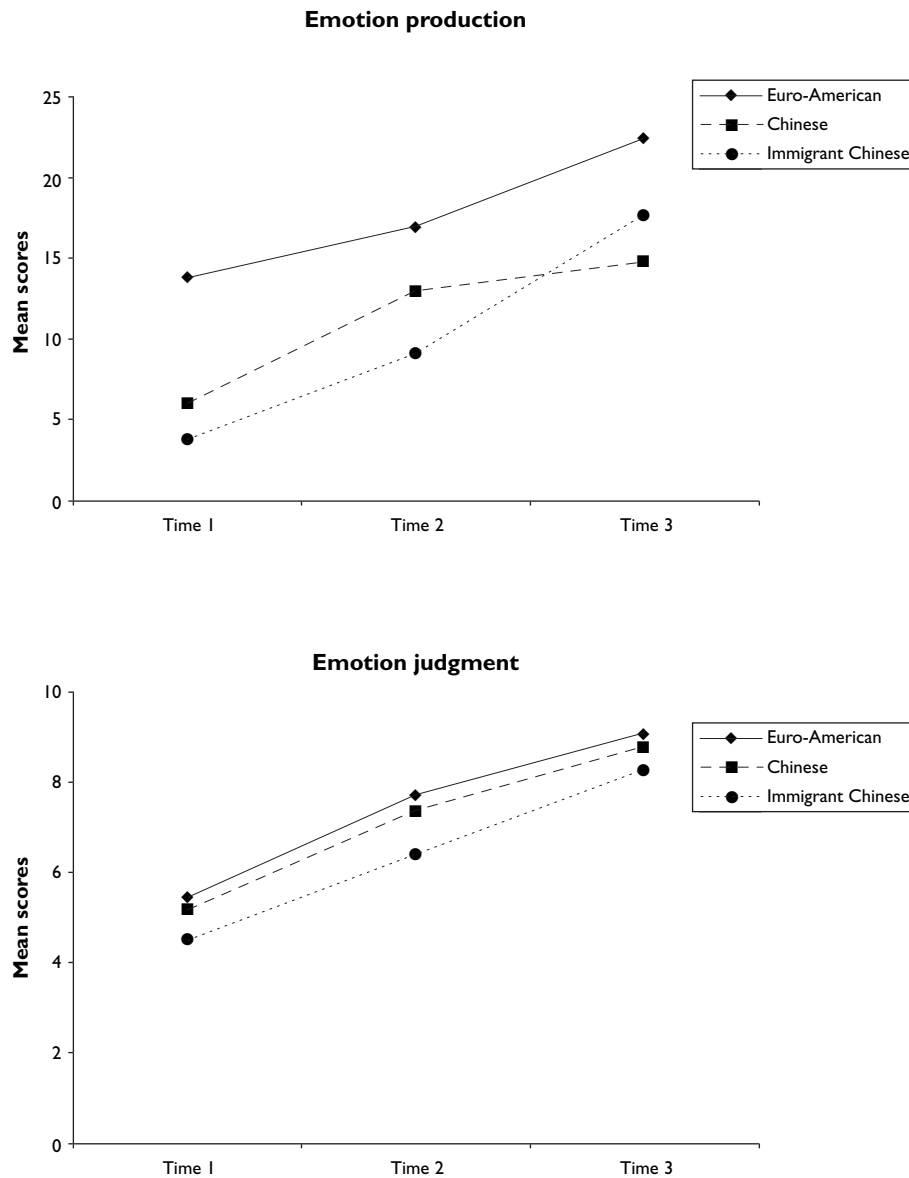 Emotion production
25
20
15
10
5
0
Mean scores
Time 1
Time 2
Time 3
Euro-American
Chinese
Immigrant Chinese
Emotion judgment
10
8
6
4
2
0
Mean scores
Time 1
Time 2
Time 3
Euro-American
Chinese
Immigrant Chinese